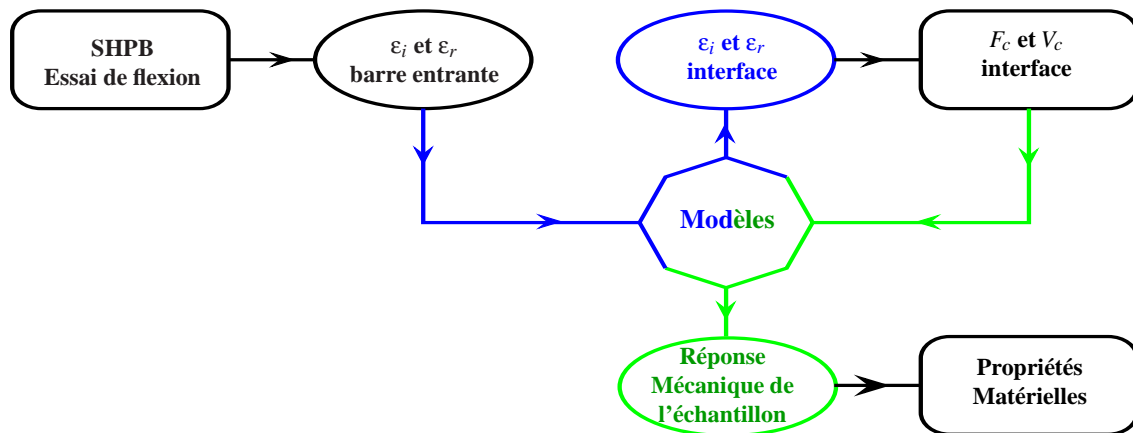 SHPB
Essai de flexion
εi et εr
barre entrante
εi et εr
interface
Fc et Vc
interface
Modèles
Réponse
Mécanique de
l'échantillon
Propriétés
Matérielles